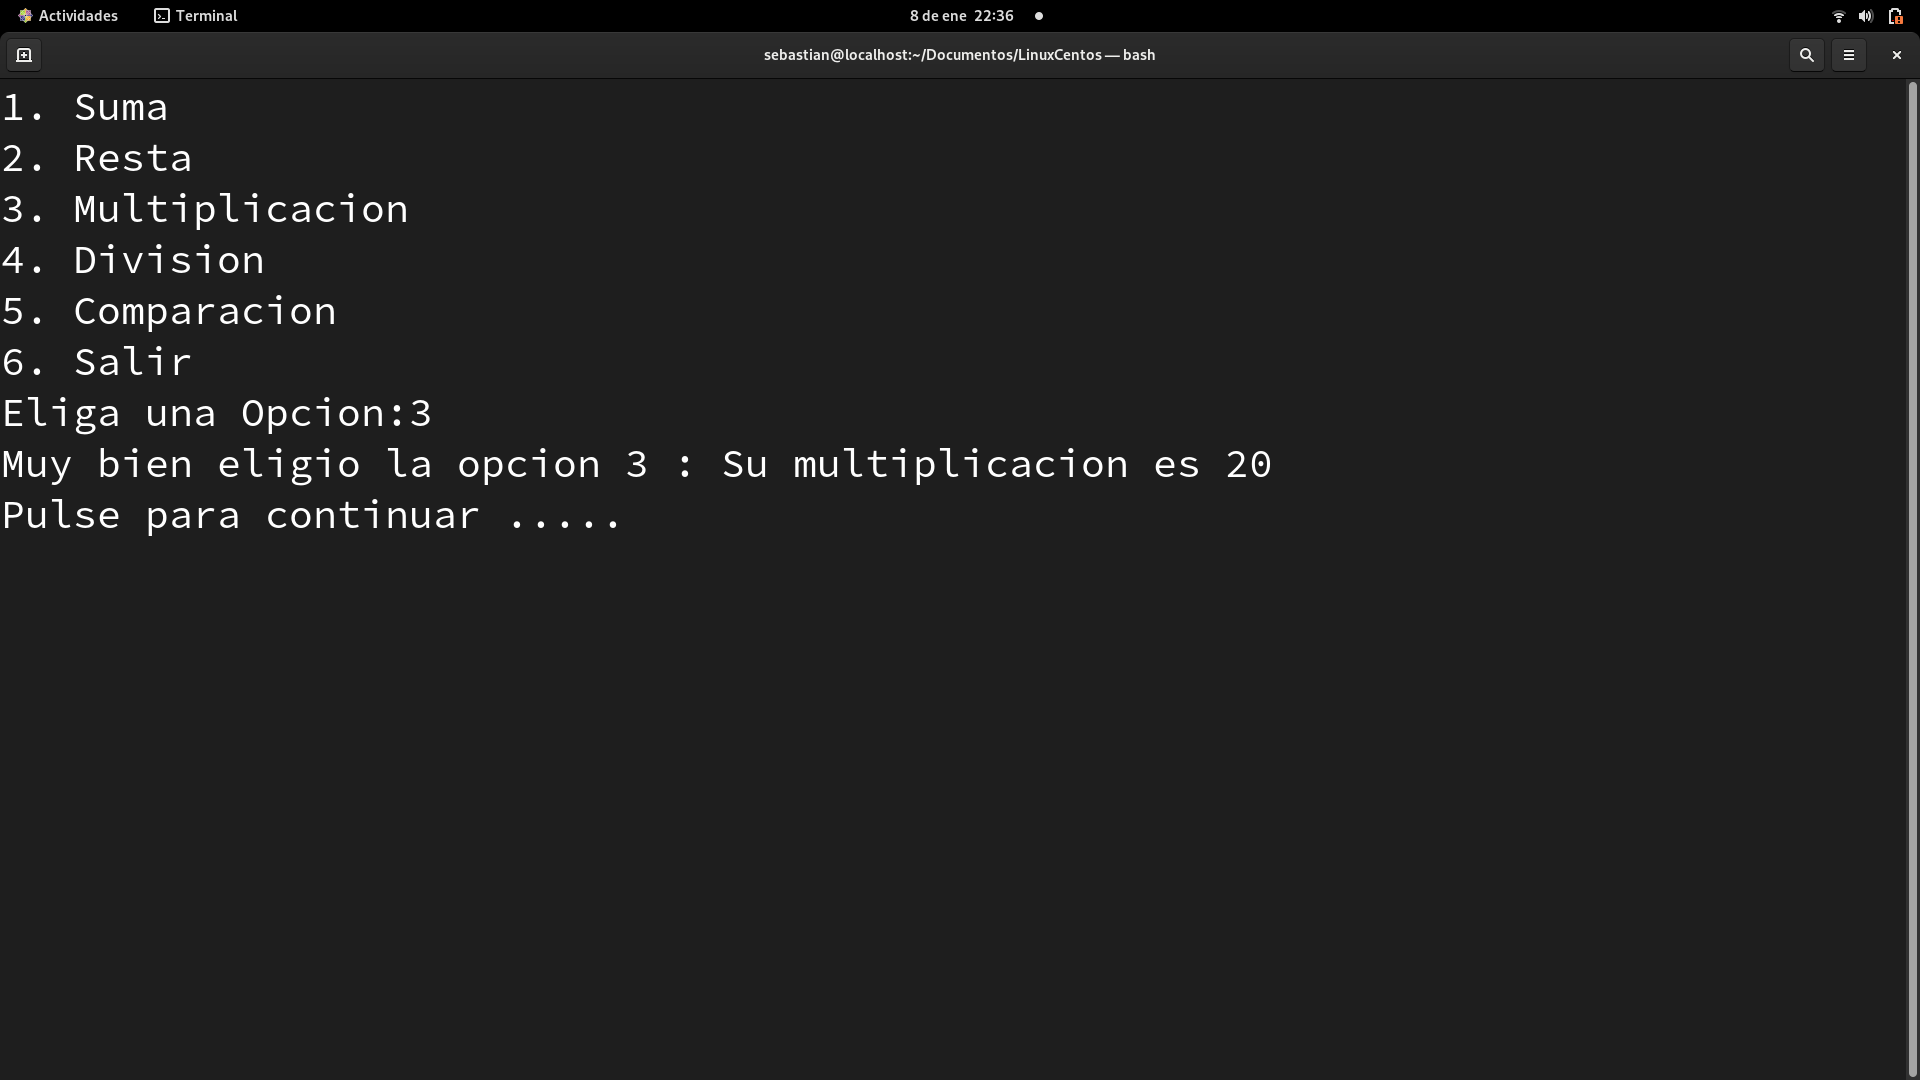 Actividades Terminal 8 de ene 22:36
sebastian@localhost:~/Documentos/LinuxCentos — bash
1. Suma
2. Resta
3. Multiplicacion
4. Division
5. Comparacion
6. Salir
Eliga una Opcion:3
Muy bien eligio la opcion 3 : Su multiplicacion es 20
Pulse para continuar .....